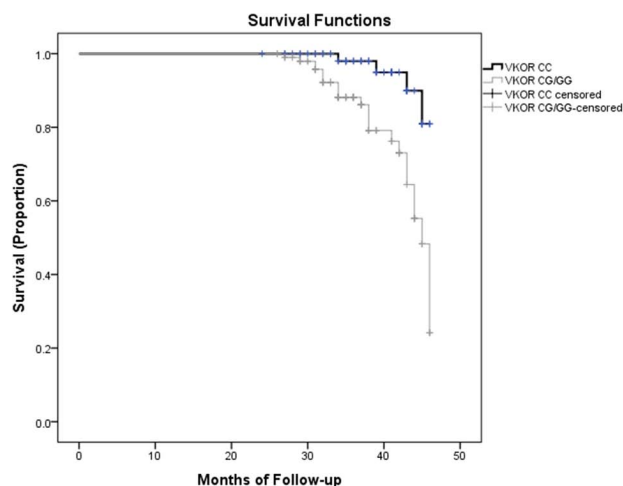 Survival Functions
1.0
0.8
0.6
0.4
0.2
0.0
Survival (Proportion)
0
10
20
30
40
50
Months of Follow-up
VKOR CC
VKOR CG/GG
VKOR CC censored
VKOR CG/GG-censored